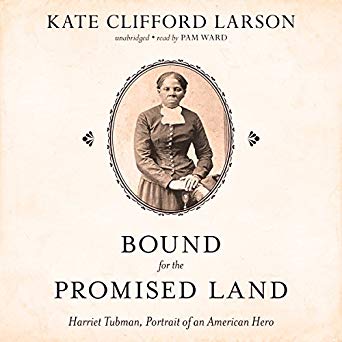 KATE CLIFFORD LARSON
unabridged • read by PAM WARD
BOUND
for the
PROMISED LAND
Harriet Tubman, Portrait of an American Hero